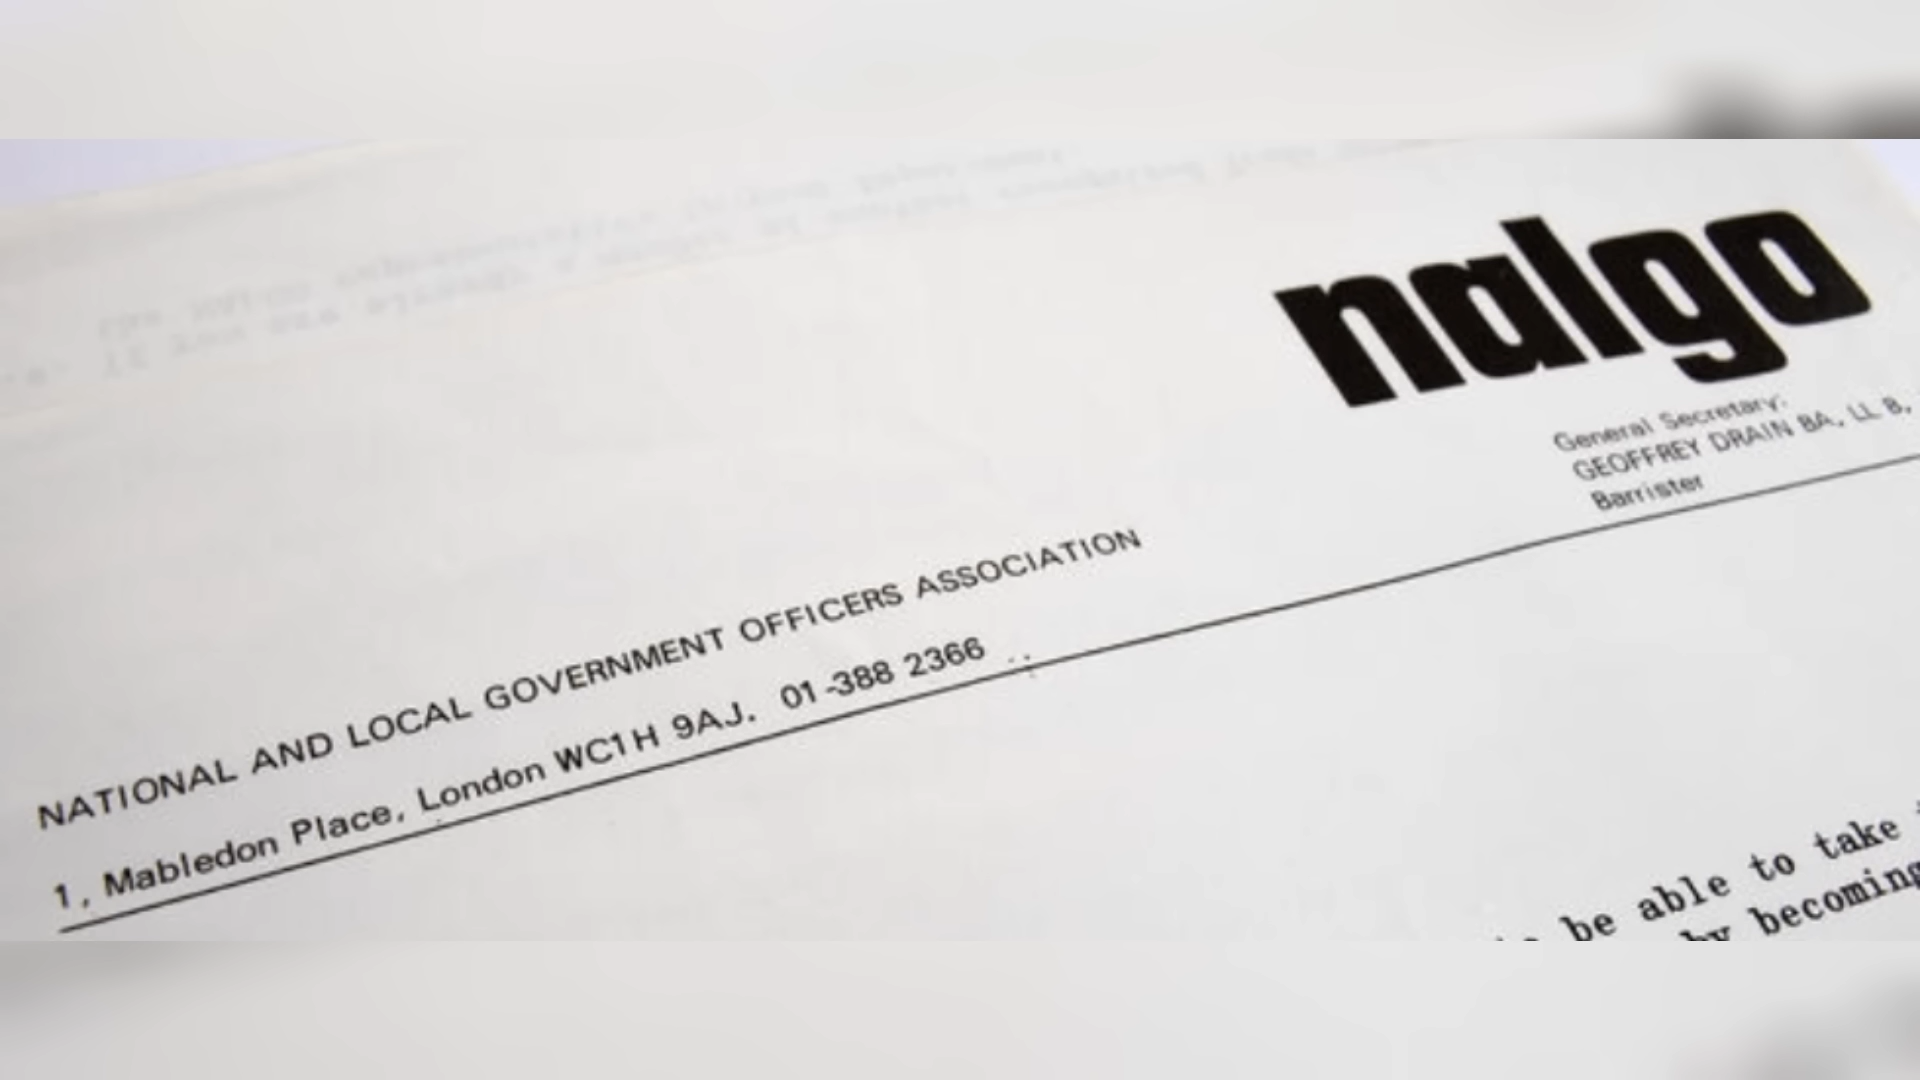 nalgo
General Secretary:
GEOFFREY DRAIN BA, LL B,
Barrister
NATIONAL AND LOCAL GOVERNMENT OFFICERS ASSOCIATION
1, Mabledon Place, London WC1H 9AJ. 01-388 2366
be able to take
by becoming